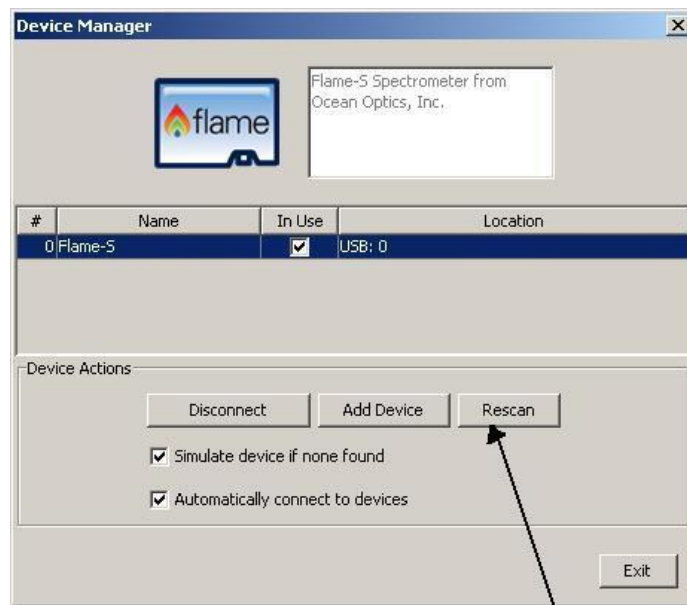 Device Manager
flame
Flame-S Spectrometer from
Ocean Optics, Inc.
# Name In Use Location
0 Flame-S USB: 0
Device Actions
Disconnect Add Device Rescan
Simulate device if none found
Automatically connect to devices
Exit